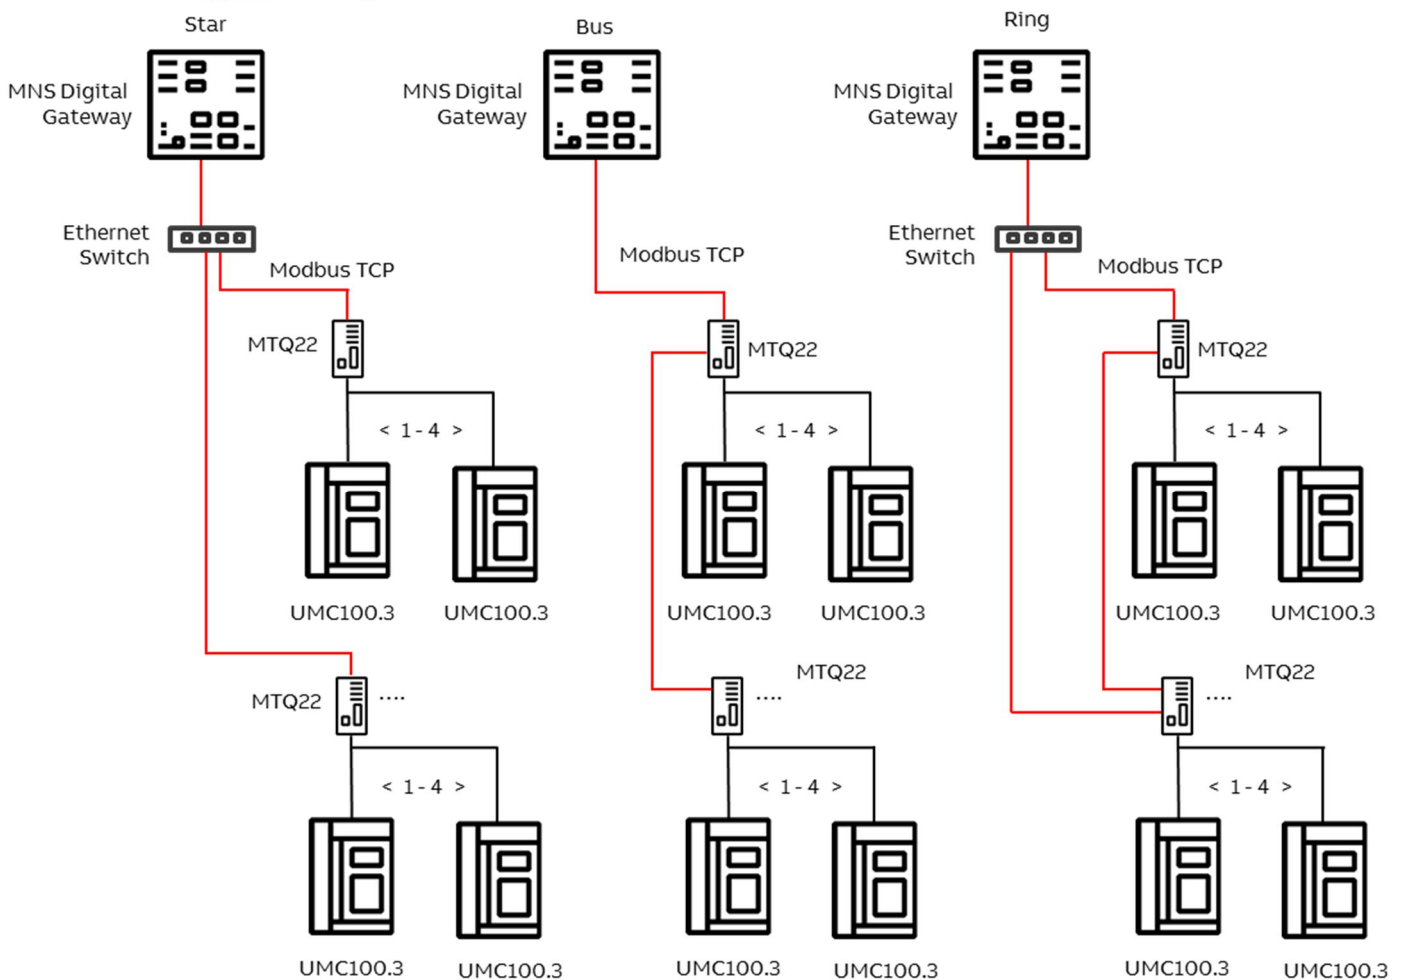 Star
MNS Digital
Gateway
Ethernet
Switch
Modbus TCP
MTQ22
< 1-4 >
UMC100.3
UMC100.3
MTQ22
....
< 1-4 >
UMC100.3
UMC100.3
Bus
MNS Digital
Gateway
Modbus TCP
MTQ22
< 1-4 >
UMC100.3
UMC100.3
MTQ22
....
< 1-4 >
UMC100.3
UMC100.3
Ring
MNS Digital
Gateway
Ethernet
Switch
Modbus TCP
MTQ22
< 1-4 >
UMC100.3
UMC100.3
MTQ22
....
< 1-4 >
UMC100.3
UMC100.3